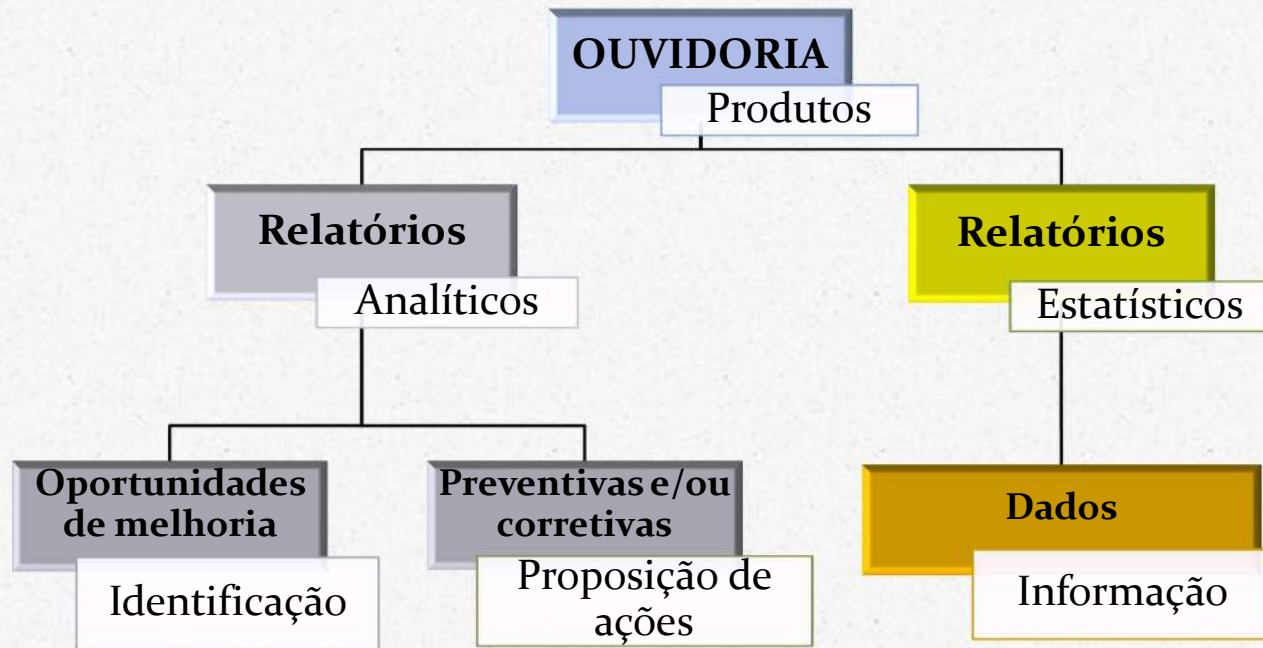 OUVIDORIA
Produtos
Relatórios
Analíticos
Relatórios
Estatísticos
Oportunidades
de melhoria
Identificação
Preventivas e/ou
corretivas
Proposição de
ações
Dados
Informação